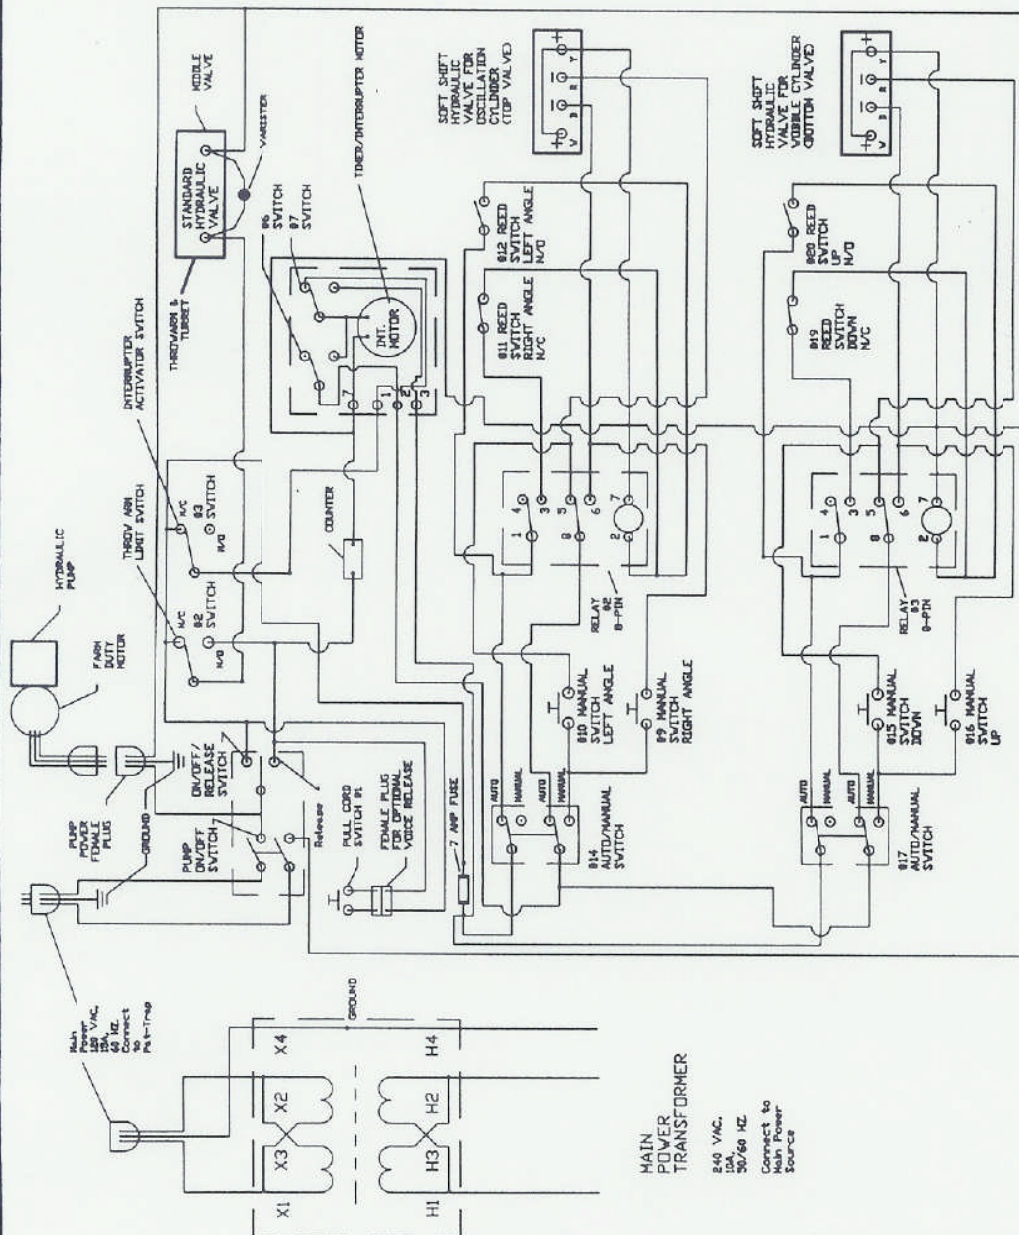 HYDRAULIC
PUMP
FARM
DUTY
MOTOR
PUMP
POWER
FEMALE
PLUG
GROUND
Main
Power
120 VAC,
15A,
60 HZ
Connect
to
Pat-Trap
THROW ARM
LIMIT SWITCH
INTERRUPTER
ACTIVATOR SWITCH
THROWARM &
TURRET
STANDARD
HYDRAULIC
VALVE
MIDDLE
VALVE
VARISTER
N/C
#2
SWITCH
N/O
N/C
#3
SWITCH
N/O
ON/OFF/
RELEASE
SWITCH
PUMP
ON/OFF
SWITCH
Release
#6
SWITCH
#7
SWITCH
INT.
MOTOR
7
1
2
3
TIMER/INTERRUPTER MOTOR
COUNTER
PULL CORD
SWITCH #1
FEMALE PLUG
FOR OPTIONAL
VOICE RELEASE
7 AMP FUSE
SOFT SHIFT
HYDRAULIC
VALVE FOR
OSCILLATION
CYLINDER
(TOP VALVE)
+ - - +
W B R Y
#12 REED
SWITCH
LEFT ANGLE
N/O
#11 REED
SWITCH
RIGHT ANGLE
N/C
4
3
1
5
6
8
7
2
RELAY
#2
8-PIN
#10 MANUAL
SWITCH
LEFT ANGLE
#9 MANUAL
SWITCH
RIGHT ANGLE
AUTO
MANUAL
AUTO
MANUAL
#14
AUTO/MANUAL
SWITCH
SOFT SHIFT
HYDRAULIC
VALVE FOR
WOBBLE CYLINDER
(BOTTOM VALVE)
+ - - +
W B R Y
#20 REED
SWITCH
UP
N/O
#19
REED
SWITCH
DOWN
N/C
4
3
1
5
6
8
7
2
RELAY
#3
8-PIN
#15 MANUAL
SWITCH
DOWN
#16 MANUAL
SWITCH
UP
AUTO
MANUAL
AUTO
MANUAL
#17
AUTO/MANUAL
SWITCH
GROUND
X1 X3 X2 X4
H1 H3 H2 H4
MAIN
POWER
TRANSFORMER
240 VAC,
10A,
50/60 HZ
Connect to
Main Power
Source